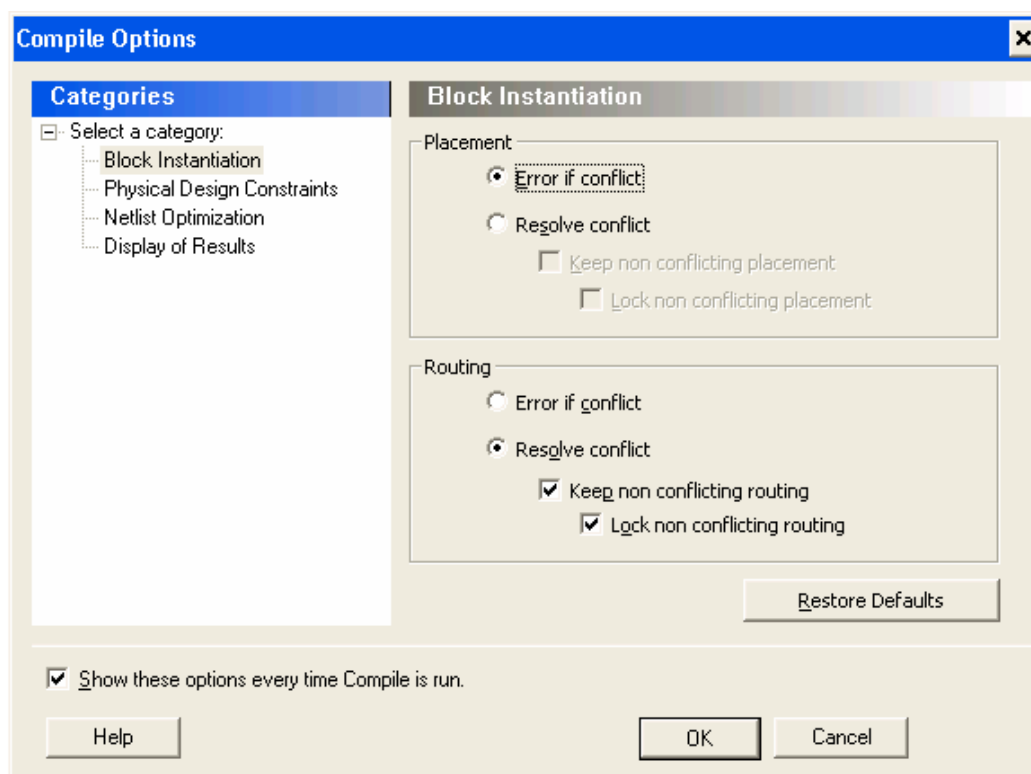 Compile Options
Categories
Select a category:
Block Instantiation
Physical Design Constraints
Netlist Optimization
Display of Results
Block Instantiation
Placement
Error if conflict
Resolve conflict
Keep non conflicting placement
Lock non conflicting placement
Routing
Error if conflict
Resolve conflict
Keep non conflicting routing
Lock non conflicting routing
Restore Defaults
Show these options every time Compile is run.
Help
OK
Cancel